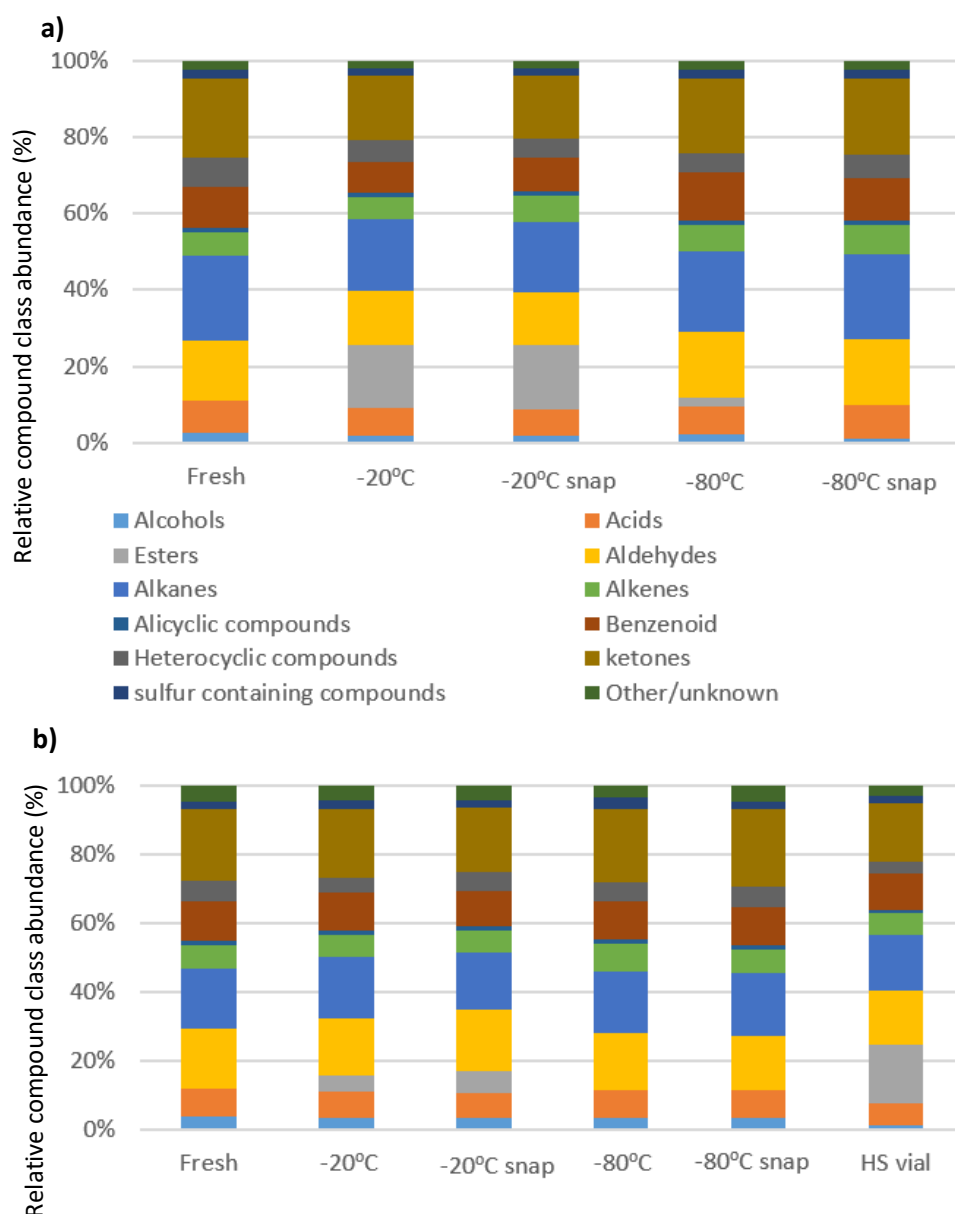 a)
Relative compound class abundance (%)
100%
80%
60%
40%
20%
0%
Fresh -20ºC -20ºC snap -80ºC -80ºC snap
Alcohols Acids
Esters Aldehydes
Alkanes Alkenes
Alicyclic compounds Benzenoid
Heterocyclic compounds ketones
sulfur containing compounds Other/unknown
b)
Relative compound class abundance (%)
100%
80%
60%
40%
20%
0%
Fresh -20ºC -20ºC snap -80ºC -80ºC snap HS vial